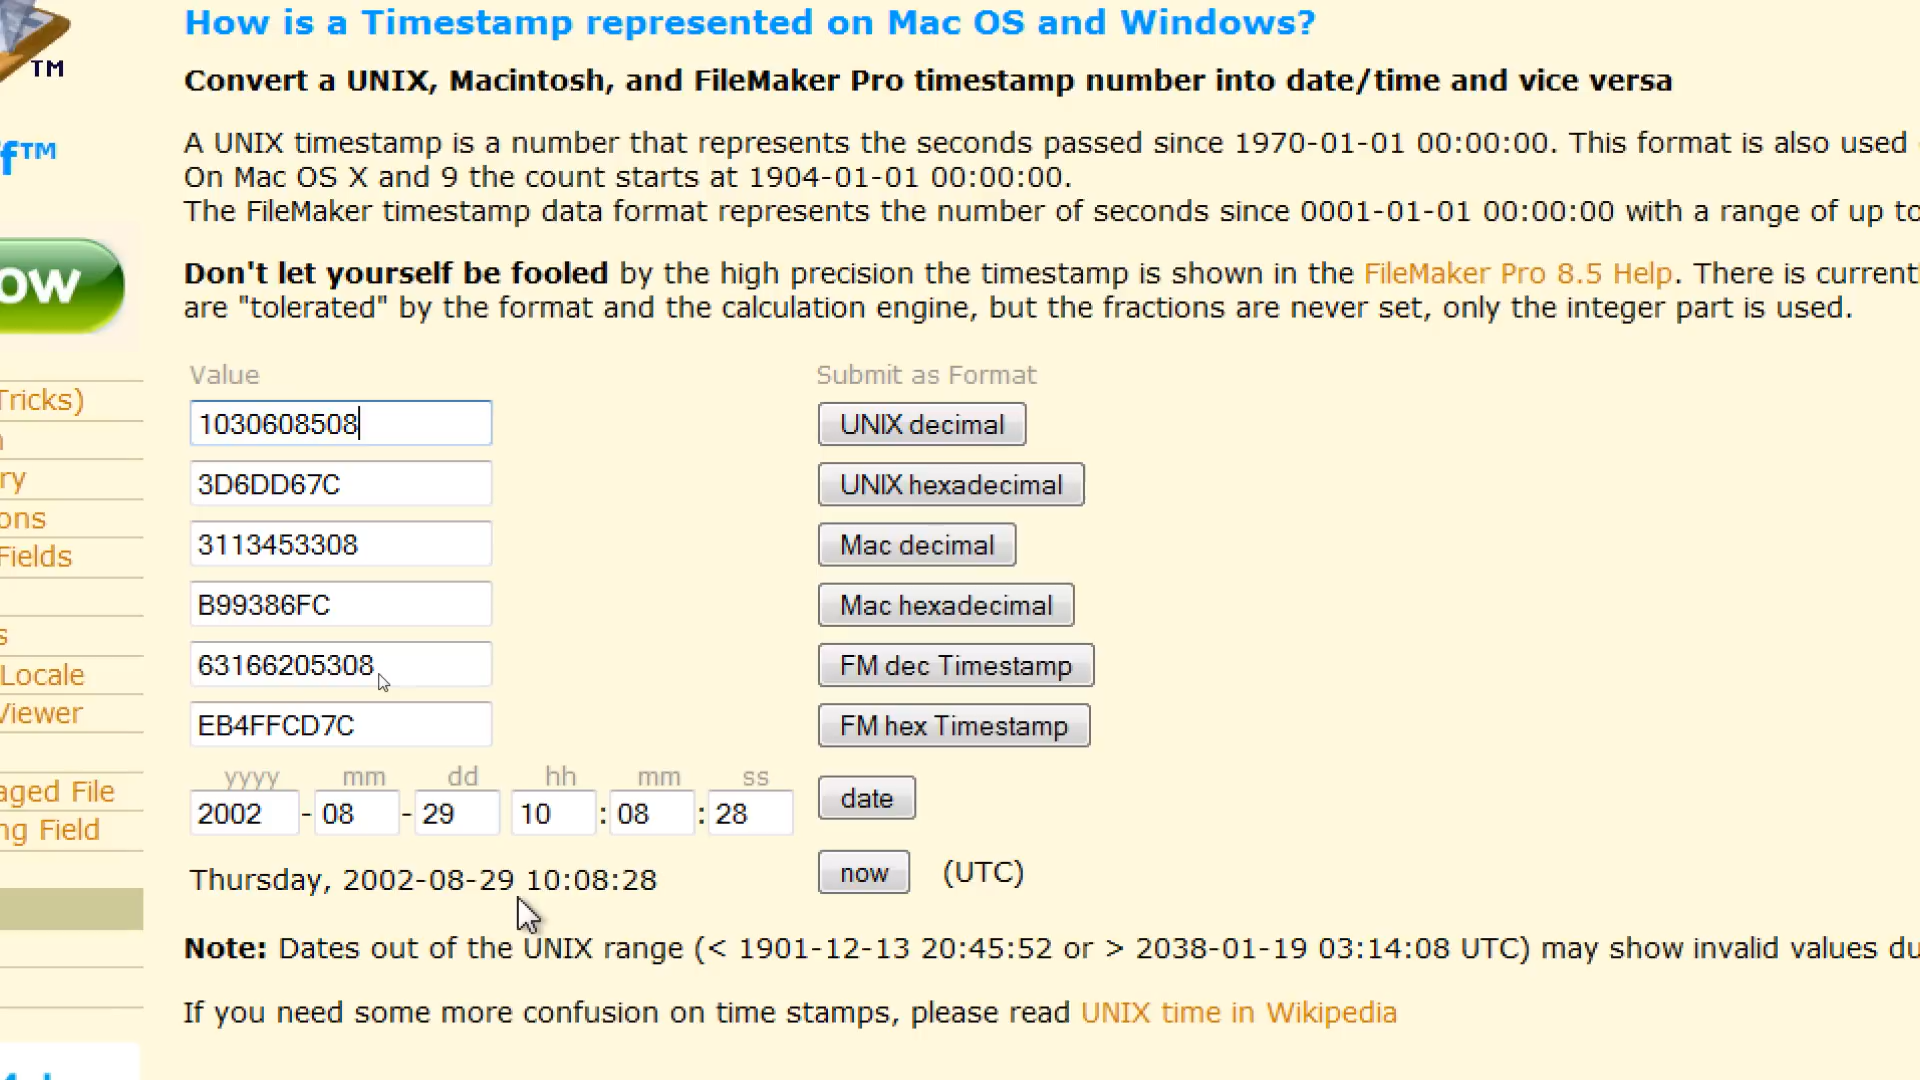 How is a Timestamp represented on Mac OS and Windows?
TM
Convert a UNIX, Macintosh, and FileMaker Pro timestamp number into date/time and vice versa
A UNIX timestamp is a number that represents the seconds passed since 1970-01-01 00:00:00. This format is also used
f™
On Mac OS X and 9 the count starts at 1904-01-01 00:00:00.
The FileMaker timestamp data format represents the number of seconds since 0001-01-01 00:00:00 with a range of up to
Don't let yourself be fooled by the high precision the timestamp is shown in the FileMaker Pro 8.5 Help. There is current
are "tolerated" by the format and the calculation engine, but the fractions are never set, only the integer part is used.
ow
Value Submit as Format
Tricks)
1030608508 UNIX decimal
ry
3D6DD67C UNIX hexadecimal
ons
3113453308 Mac decimal
Fields
B99386FC Mac hexadecimal
s
63166205308 FM dec Timestamp
Locale
Viewer
EB4FFCD7C FM hex Timestamp
yyyy mm dd hh mm ss
aged File
2002 - 08 - 29 10 : 08 : 28 date
ng Field
Thursday, 2002-08-29 10:08:28 now (UTC)
Note: Dates out of the UNIX range (< 1901-12-13 20:45:52 or > 2038-01-19 03:14:08 UTC) may show invalid values du
If you need some more confusion on time stamps, please read UNIX time in Wikipedia